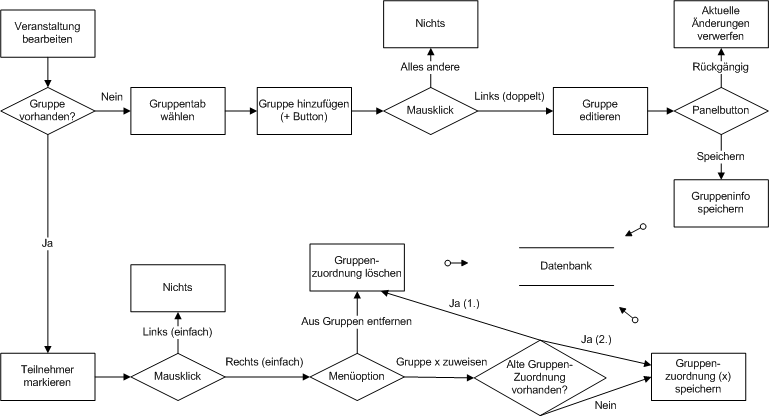 Veranstaltung
bearbeiten
Nichts
Aktuelle
Änderungen
verwerfen
Alles andere
Rückgängig
Gruppe
vorhanden?
Nein
Gruppentab
wählen
Gruppe hinzufügen
(+ Button)
Mausklick
Links (doppelt)
Gruppe
editieren
Panelbutton
Speichern
Gruppeninfo
speichern
Ja
Nichts
Gruppen-
zuordnung löschen
Datenbank
Links (einfach)
Aus Gruppen entfernen
Ja (1.)
Ja (2.)
Teilnehmer
markieren
Mausklick
Rechts (einfach)
Menüoption
Gruppe x zuweisen
Alte Gruppen-
Zuordnung
vorhanden?
Nein
Gruppen-
zuordnung (x)
speichern